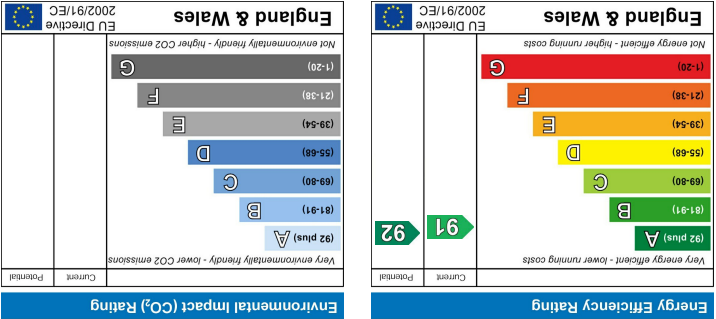 Energy Efficiency Rating
Current Potential
Very energy efficient - lower running costs
(92 plus) A
(81-91) B
(69-80) C
(55-68) D
(39-54) E
(21-38) F
(1-20) G
Not energy efficient - higher running costs
91
92
England & Wales
EU Directive
2002/91/EC
Environmental Impact (CO₂) Rating
Current Potential
Very environmentally friendly - lower CO2 emissions
(92 plus) A
(81-91) B
(69-80) C
(55-68) D
(39-54) E
(21-38) F
(1-20) G
Not environmentally friendly - higher CO2 emissions
England & Wales
EU Directive
2002/91/EC